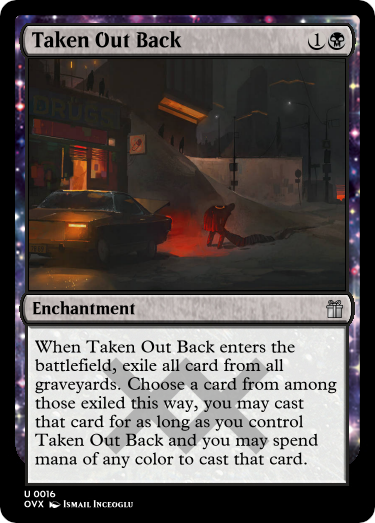 Taken Out Back 1
DRUGS
Enchantment
When Taken Out Back enters the
battlefield, exile all card from all
graveyards. Choose a card from among
those exiled this way, you may cast
that card for as long as you control
Taken Out Back and you may spend
mana of any color to cast that card.
U 0016
OVX Ismail Inceoglu